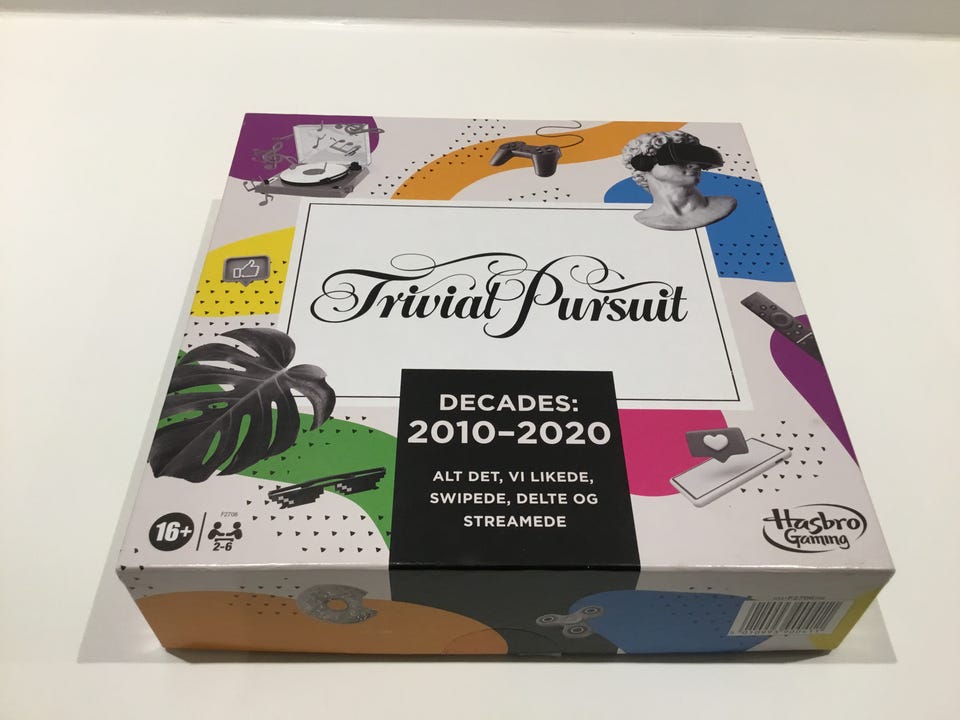 Trivial Pursuit
DECADES:
2010–2020
ALT DET, VI LIKEDE,
SWIPEDE, DELTE OG
STREAMEDE
16+
F2706
2-6
Hasbro
Gaming